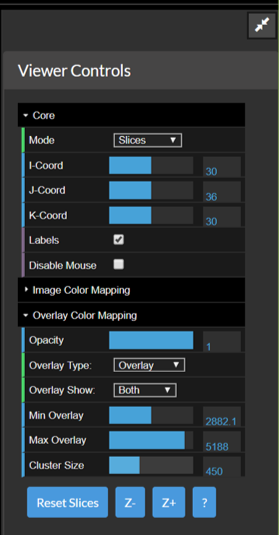 Viewer Controls
Core
Mode Slices
I-Coord 30
J-Coord 36
K-Coord 30
Labels
Disable Mouse
Image Color Mapping
Overlay Color Mapping
Opacity 1
Overlay Type: Overlay
Overlay Show: Both
Min Overlay 2882.1
Max Overlay 5188
Cluster Size 450
Reset Slices Z- Z+ ?